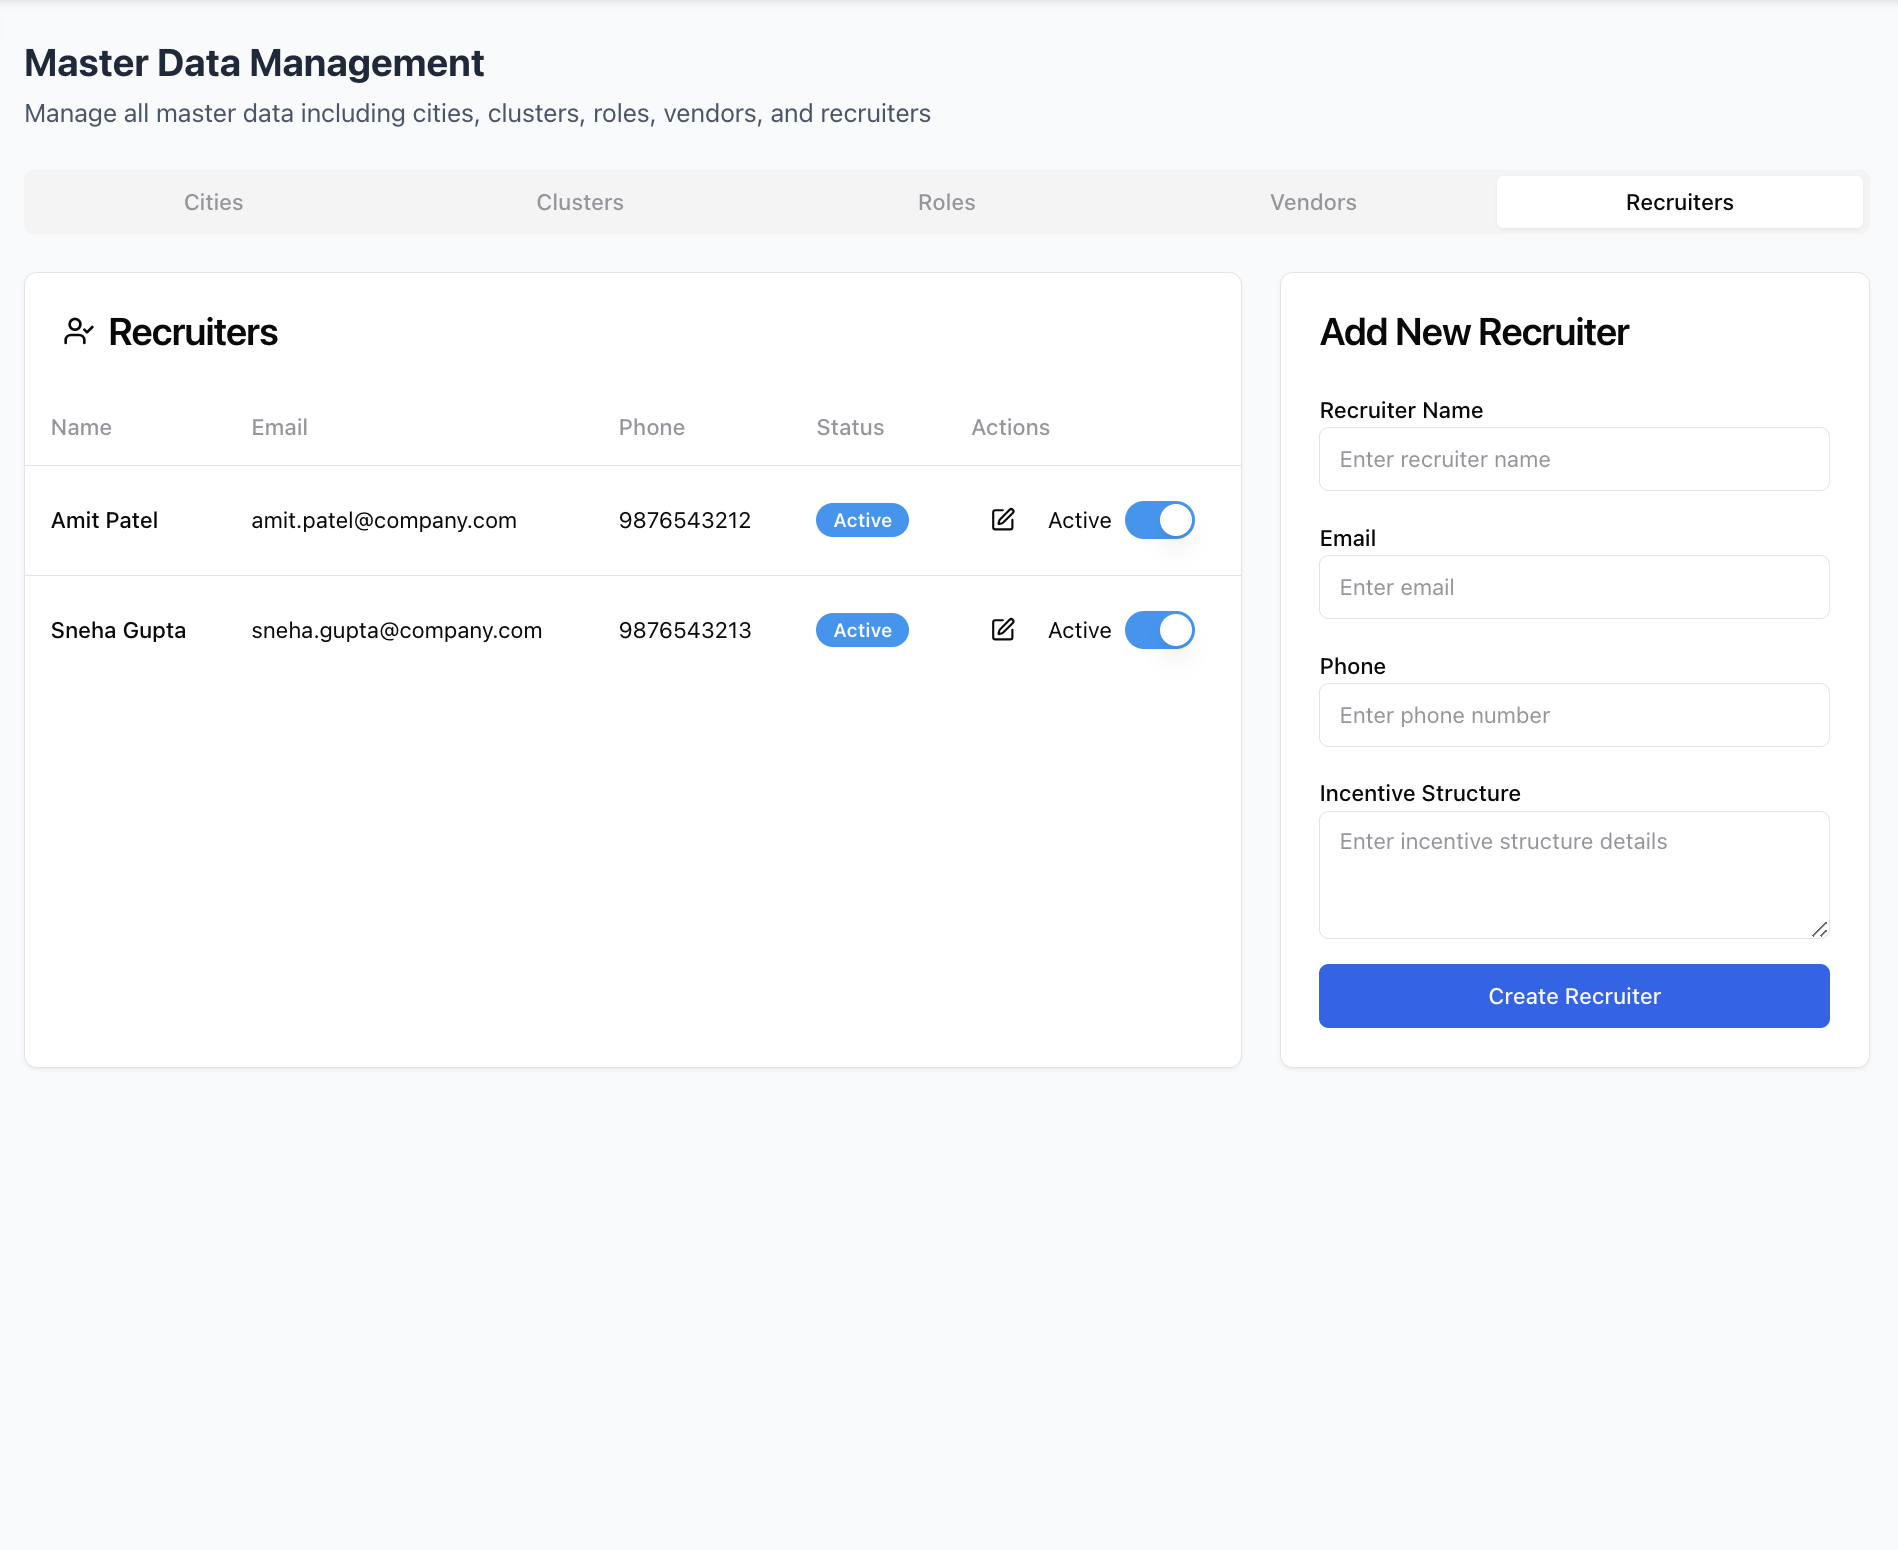 Master Data Management
Manage all master data including cities, clusters, roles, vendors, and recruiters
Cities Clusters Roles Vendors Recruiters
Recruiters
Name Email Phone Status Actions
Amit Patel amit.patel@company.com 9876543212 Active Active
Sneha Gupta sneha.gupta@company.com 9876543213 Active Active
Add New Recruiter
Recruiter Name
Enter recruiter name
Email
Enter email
Phone
Enter phone number
Incentive Structure
Enter incentive structure details
Create Recruiter